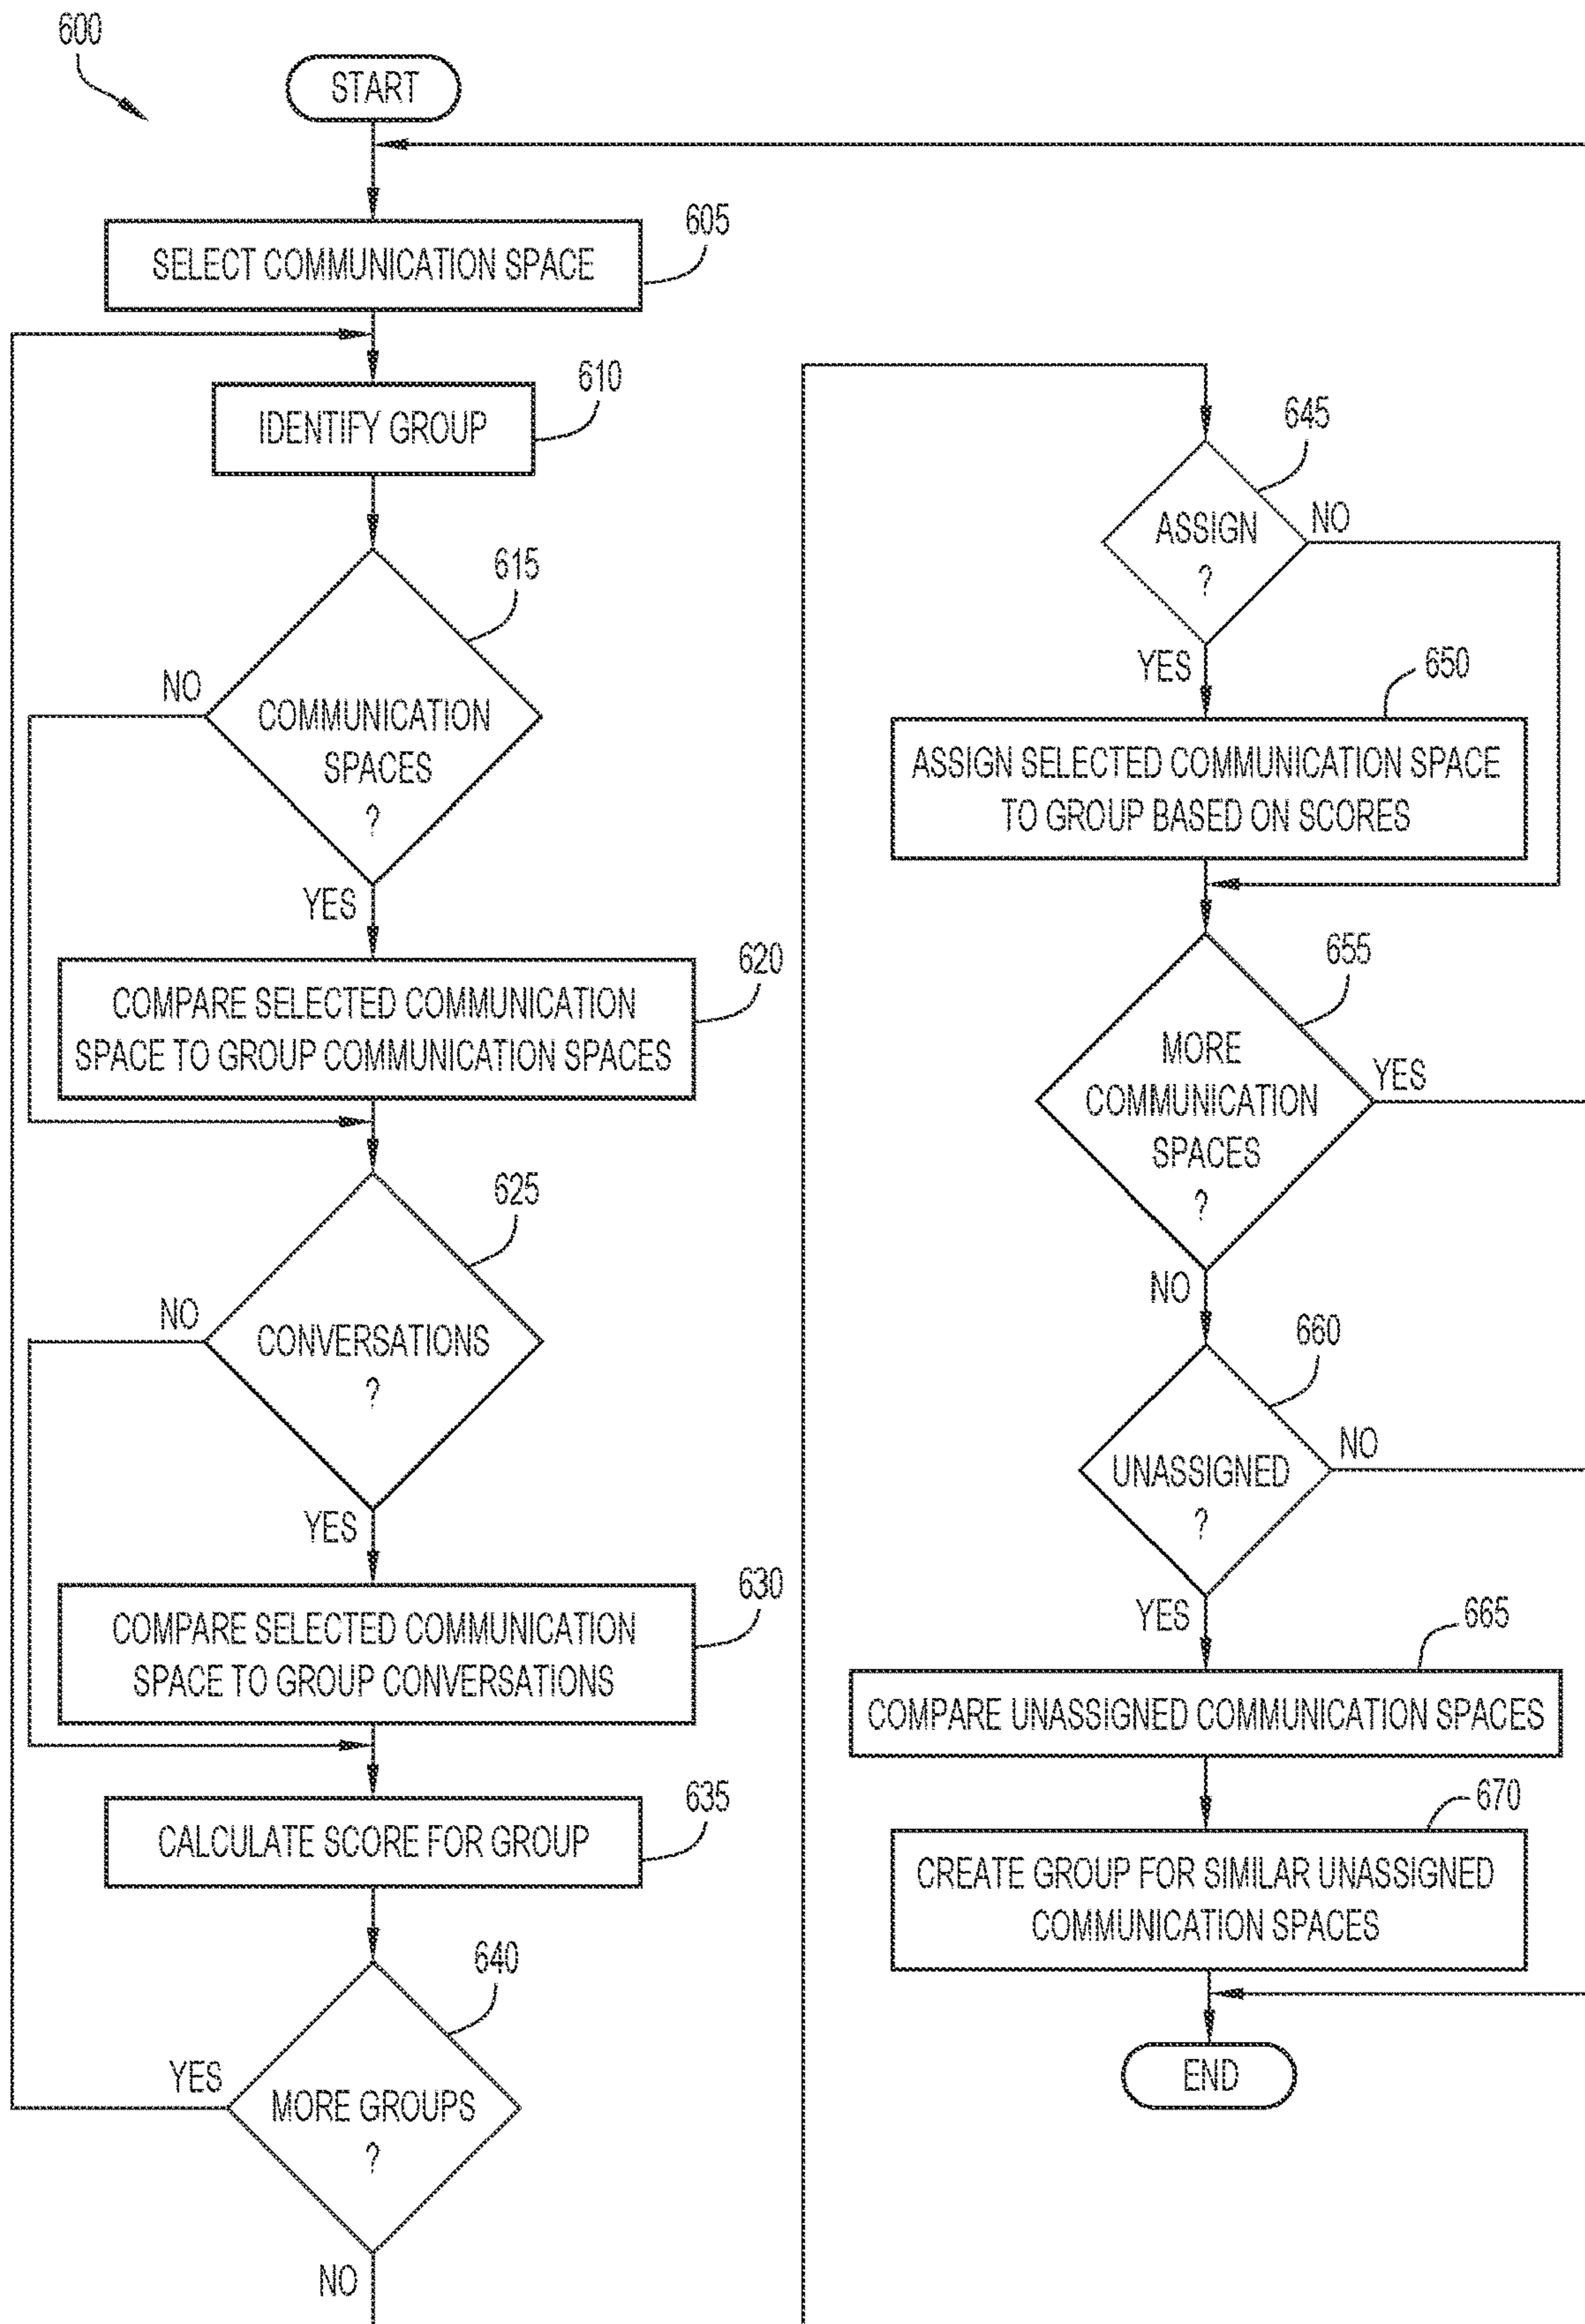 600
START
605
SELECT COMMUNICATION SPACE
610
IDENTIFY GROUP
615
NO
COMMUNICATION
SPACES
?
YES
620
COMPARE SELECTED COMMUNICATION
SPACE TO GROUP COMMUNICATION SPACES
625
NO
CONVERSATIONS
?
YES
630
COMPARE SELECTED COMMUNICATION
SPACE TO GROUP CONVERSATIONS
635
CALCULATE SCORE FOR GROUP
640
YES
MORE GROUPS
?
NO
645
ASSIGN
?
NO
YES
650
ASSIGN SELECTED COMMUNICATION SPACE
TO GROUP BASED ON SCORES
655
MORE
COMMUNICATION
SPACES
?
YES
NO
660
UNASSIGNED
?
NO
YES
665
COMPARE UNASSIGNED COMMUNICATION SPACES
670
CREATE GROUP FOR SIMILAR UNASSIGNED
COMMUNICATION SPACES
END